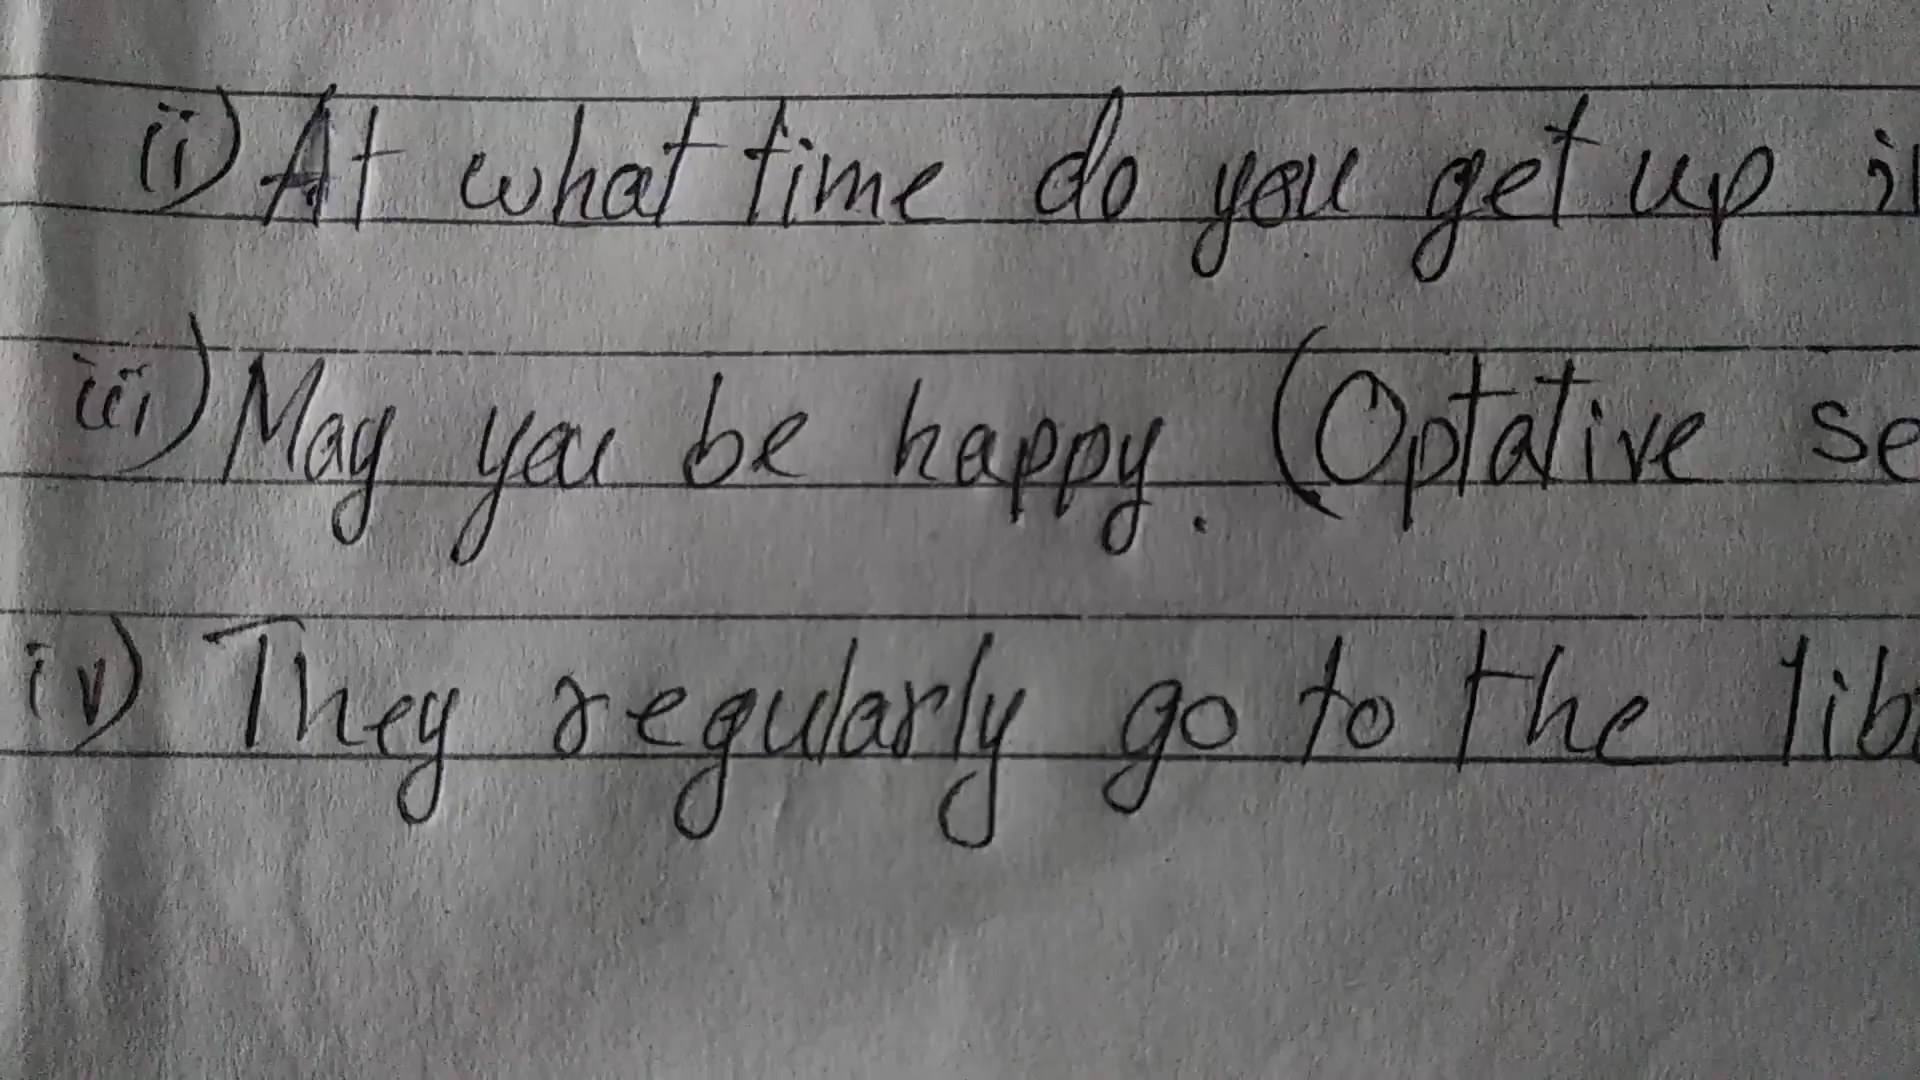 ii) At what time do you get up
iii) May you be happy. (Optative se
iv) They regularly go to the lib